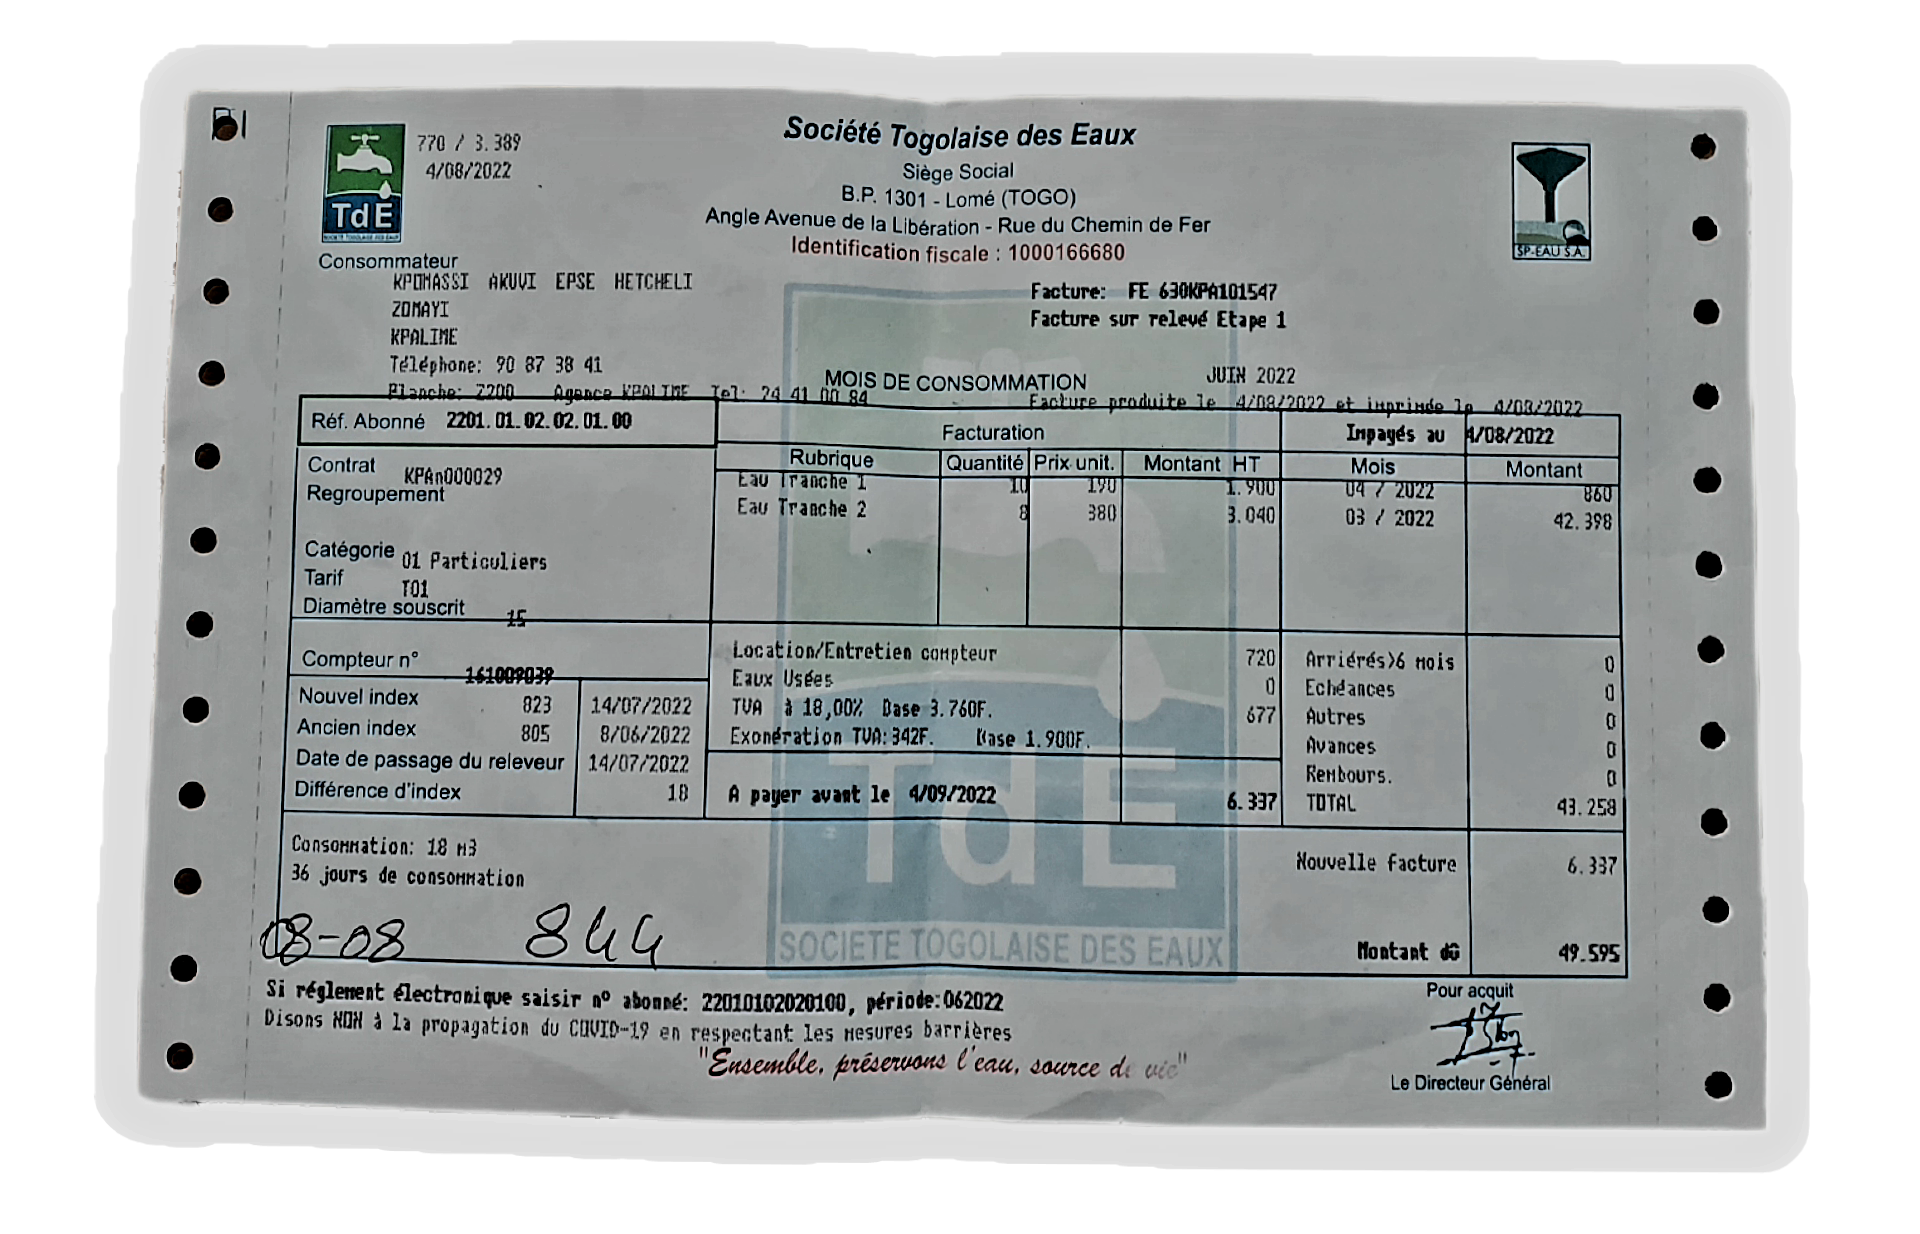 770 / 3.389
4/08/2022
TdE
SOCIETE TOGOLAISE DES EAUX
Société Togolaise des Eaux
Siège Social
B.P. 1301 - Lomé (TOGO)
Angle Avenue de la Libération - Rue du Chemin de Fer
Identification fiscale : 1000166680
SP-EAU S.A.
Consommateur
KPOMASSI AKUVI EPSE HETCHELI
ZOMAYI
KPALIME
Téléphone: 90 87 38 41
Planche: Z200 Agence KPALIME Tel: 24 41 00 84
Facture: FE 630KPA101547
Facture sur relevé Etape 1
MOIS DE CONSOMMATION JUIN 2022
Facture produite le 4/08/2022 et imprimée le 4/08/2022
Réf. Abonné 2201.01.02.02.01.00
Facturation
Impayés au 4/08/2022
Rubrique Quantité Prix unit. Montant HT Mois Montant
Eau Tranche 1 10 190 1.900 04 / 2022 860
Eau Tranche 2 8 380 3.040 03 / 2022 42.398
Contrat KPAn000029
Regroupement
Catégorie 01 Particuliers
Tarif T01
Diamètre souscrit 15
Compteur n° 161009039
Nouvel index 823 14/07/2022
Ancien index 805 8/06/2022
Date de passage du releveur 14/07/2022
Différence d'index 18
Location/Entretien compteur 720
Eaux Usées 0
TVA à 18,00% Base 3.760F. 677
Exonération TVA:342F. Base 1.900F.
A payer avant le 4/09/2022 6.337
Arriérés>6 mois 0
Echéances 0
Autres 0
Avances 0
Rembours. 0
TOTAL 43.258
Consommation: 18 m3
36 jours de consommation
Nouvelle facture 6.337
08-08 844
Montant dû 49.595
TdE
SOCIETE TOGOLAISE DES EAUX
Si réglement électronique saisir n° abonné: 22010102020100, période:062022
Disons NON à la propagation du COVID-19 en respectant les mesures barrières
"Ensemble, préservons l'eau, source de vie"
Pour acquit
Le Directeur Général